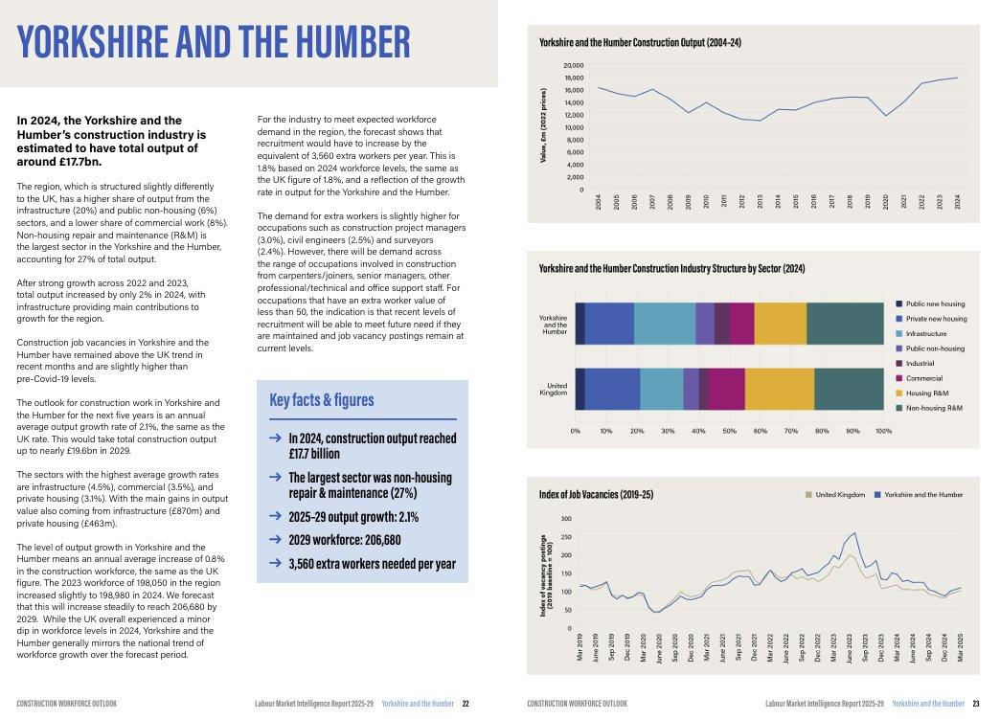 YORKSHIRE AND THE HUMBER
In 2024, the Yorkshire and the
Humber's construction industry is
estimated to have total output of
around £17.7bn.
The region, which is structured slightly differently
to the UK, has a higher share of output from the
infrastructure (20%) and public non-housing (6%)
sectors, and a lower share of commercial work (8%).
Non-housing repair and maintenance (R&M) is
the largest sector in the Yorkshire and the Humber,
accounting for 27% of total output.
After strong growth across 2022 and 2023,
total output increased by only 2% in 2024, with
infrastructure providing main contributions to
growth for the region.
Construction job vacancies in Yorkshire and the
Humber have remained above the UK trend in
recent months and are slightly higher than
pre-Covid-19 levels.
The outlook for construction work in Yorkshire and
the Humber for the next five years is an annual
average output growth rate of 2.1%, the same as the
UK rate. This would take total construction output
up to nearly £19.6bn in 2029.
The sectors with the highest average growth rates
are infrastructure (4.5%), commercial (3.5%), and
private housing (3.1%). With the main gains in output
value also coming from infrastructure (£870m) and
private housing (£463m).
The level of output growth in Yorkshire and the
Humber means an annual average increase of 0.8%
in the construction workforce, the same as the UK
figure. The 2023 workforce of 198,050 in the region
increased slightly to 198,980 in 2024. We forecast
that this will increase steadily to reach 206,680 by
2029. While the UK overall experienced a minor
dip in workforce levels in 2024, Yorkshire and the
Humber generally mirrors the national trend of
workforce growth over the forecast period.
For the industry to meet expected workforce
demand in the region, the forecast shows that
recruitment would have to increase by the
equivalent of 3,560 extra workers per year. This is
1.8% based on 2024 workforce levels, the same as
the UK figure of 1.8%, and a reflection of the growth
rate in output for the Yorkshire and the Humber.
The demand for extra workers is slightly higher for
occupations such as construction project managers
(3.0%), civil engineers (2.5%) and surveyors
(2.4%). However, there will be demand across
the range of occupations involved in construction
from carpenters/joiners, senior managers, other
professional/technical and office support staff. For
occupations that have an extra worker value of
less than 50, the indication is that recent levels of
recruitment will be able to meet future need if they
are maintained and job vacancy postings remain at
current levels.
Key facts & figures
→ In 2024, construction output reached
£17.7 billion
→ The largest sector was non-housing
repair & maintenance (27%)
→ 2025-29 output growth: 2.1%
→ 2029 workforce: 206,680
→ 3,560 extra workers needed per year
CONSTRUCTION WORKFORCE OUTLOOK
Labour Market Intelligence Report 2025-29 Yorkshire and the Humber 22
Yorkshire and the Humber Construction Output (2004-24)
Value, £m (2022 prices)
20,000
18,000
16,000
14,000
12,000
10,000
8,000
6,000
4,000
2,000
0
2004 2005 2006 2007 2008 2009 2010 2011 2012 2013 2014 2015 2016 2017 2018 2019 2020 2021 2022 2023 2024
Yorkshire and the Humber Construction Industry Structure by Sector (2024)
Yorkshire
and the
Humber
United
Kingdom
0% 10% 20% 30% 40% 50% 60% 70% 80% 90% 100%
Public new housing
Private new housing
Infrastructure
Public non-housing
Industrial
Commercial
Housing R&M
Non-housing R&M
Index of Job Vacancies (2019-25)
United Kingdom Yorkshire and the Humber
Index of vacancy postings
(2019 baseline = 100)
300
250
200
150
100
50
0
Mar 2019 June 2019 Sep 2019 Dec 2019 Mar 2020 June 2020 Sep 2020 Dec 2020 Mar 2021 June 2021 Sep 2021 Dec 2021 Mar 2022 June 2022 Sep 2022 Dec 2022 Mar 2023 June 2023 Sep 2023 Dec 2023 Mar 2024 June 2024 Sep 2024 Dec 2024 Mar 2025
CONSTRUCTION WORKFORCE OUTLOOK
Labour Market Intelligence Report 2025-29 Yorkshire and the Humber 23